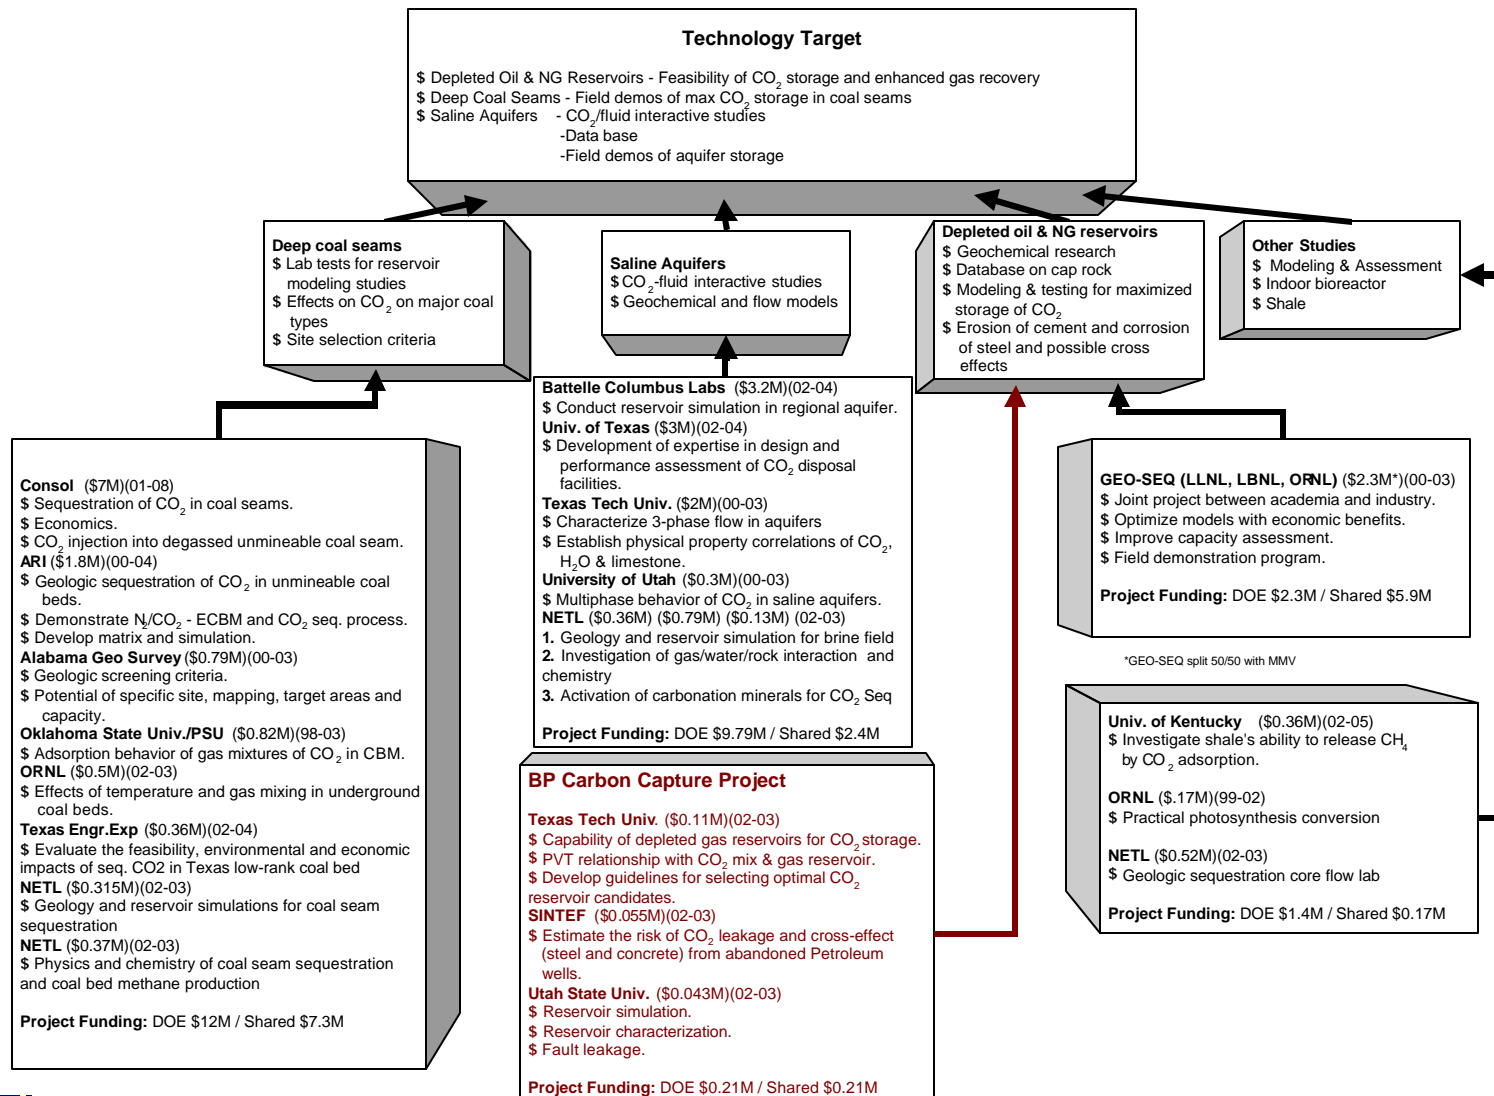 Technology Target
$ Depleted Oil & NG Reservoirs - Feasibility of CO2 storage and enhanced gas recovery
$ Deep Coal Seams - Field demos of max CO2 storage in coal seams
$ Saline Aquifers - CO2/fluid interactive studies
-Data base
-Field demos of aquifer storage
Deep coal seams
$ Lab tests for reservoir
modeling studies
$ Effects on CO2 on major coal
types
$ Site selection criteria
Saline Aquifers
$ CO2-fluid interactive studies
$ Geochemical and flow models
Depleted oil & NG reservoirs
$ Geochemical research
$ Database on cap rock
$ Modeling & testing for maximized
storage of CO2
$ Erosion of cement and corrosion
of steel and possible cross
effects
Other Studies
$ Modeling & Assessment
$ Indoor bioreactor
$ Shale
Consol ($7M)(01-08)
$ Sequestration of CO2 in coal seams.
$ Economics.
$ CO2 injection into degassed unmineable coal seam.
ARI ($1.8M)(00-04)
$ Geologic sequestration of CO2 in unmineable coal
beds.
$ Demonstrate N2/CO2 - ECBM and CO2 seq. process.
$ Develop matrix and simulation.
Alabama Geo Survey ($0.79M)(00-03)
$ Geologic screening criteria.
$ Potential of specific site, mapping, target areas and
capacity.
Oklahoma State Univ./PSU ($0.82M)(98-03)
$ Adsorption behavior of gas mixtures of CO2 in CBM.
ORNL ($0.5M)(02-03)
$ Effects of temperature and gas mixing in underground
coal beds.
Texas Engr.Exp ($0.36M)(02-04)
$ Evaluate the feasibility, environmental and economic
impacts of seq. CO2 in Texas low-rank coal bed
NETL ($0.315M)(02-03)
$ Geology and reservoir simulations for coal seam
sequestration
NETL ($0.37M)(02-03)
$ Physics and chemistry of coal seam sequestration
and coal bed methane production
Project Funding: DOE $12M / Shared $7.3M
Battelle Columbus Labs ($3.2M)(02-04)
$ Conduct reservoir simulation in regional aquifer.
Univ. of Texas ($3M)(02-04)
$ Development of expertise in design and
performance assessment of CO2 disposal
facilities.
Texas Tech Univ. ($2M)(00-03)
$ Characterize 3-phase flow in aquifers
$ Establish physical property correlations of CO2,
H2O & limestone.
University of Utah ($0.3M)(00-03)
$ Multiphase behavior of CO2 in saline aquifers.
NETL ($0.36M) ($0.79M) ($0.13M) (02-03)
1. Geology and reservoir simulation for brine field
2. Investigation of gas/water/rock interaction and
chemistry
3. Activation of carbonation minerals for CO2 Seq
Project Funding: DOE $9.79M / Shared $2.4M
BP Carbon Capture Project
Texas Tech Univ. ($0.11M)(02-03)
$ Capability of depleted gas reservoirs for CO2 storage.
$ PVT relationship with CO2 mix & gas reservoir.
$ Develop guidelines for selecting optimal CO2
reservoir candidates.
SINTEF ($0.055M)(02-03)
$ Estimate the risk of CO2 leakage and cross-effect
(steel and concrete) from abandoned Petroleum
wells.
Utah State Univ. ($0.043M)(02-03)
$ Reservoir simulation.
$ Reservoir characterization.
$ Fault leakage.
Project Funding: DOE $0.21M / Shared $0.21M
GEO-SEQ (LLNL, LBNL, ORNL) ($2.3M*)(00-03)
$ Joint project between academia and industry.
$ Optimize models with economic benefits.
$ Improve capacity assessment.
$ Field demonstration program.
Project Funding: DOE $2.3M / Shared $5.9M
*GEO-SEQ split 50/50 with MMV
Univ. of Kentucky ($0.36M)(02-05)
$ Investigate shale's ability to release CH4
by CO2 adsorption.
ORNL ($.17M)(99-02)
$ Practical photosynthesis conversion
NETL ($0.52M)(02-03)
$ Geologic sequestration core flow lab
Project Funding: DOE $1.4M / Shared $0.17M